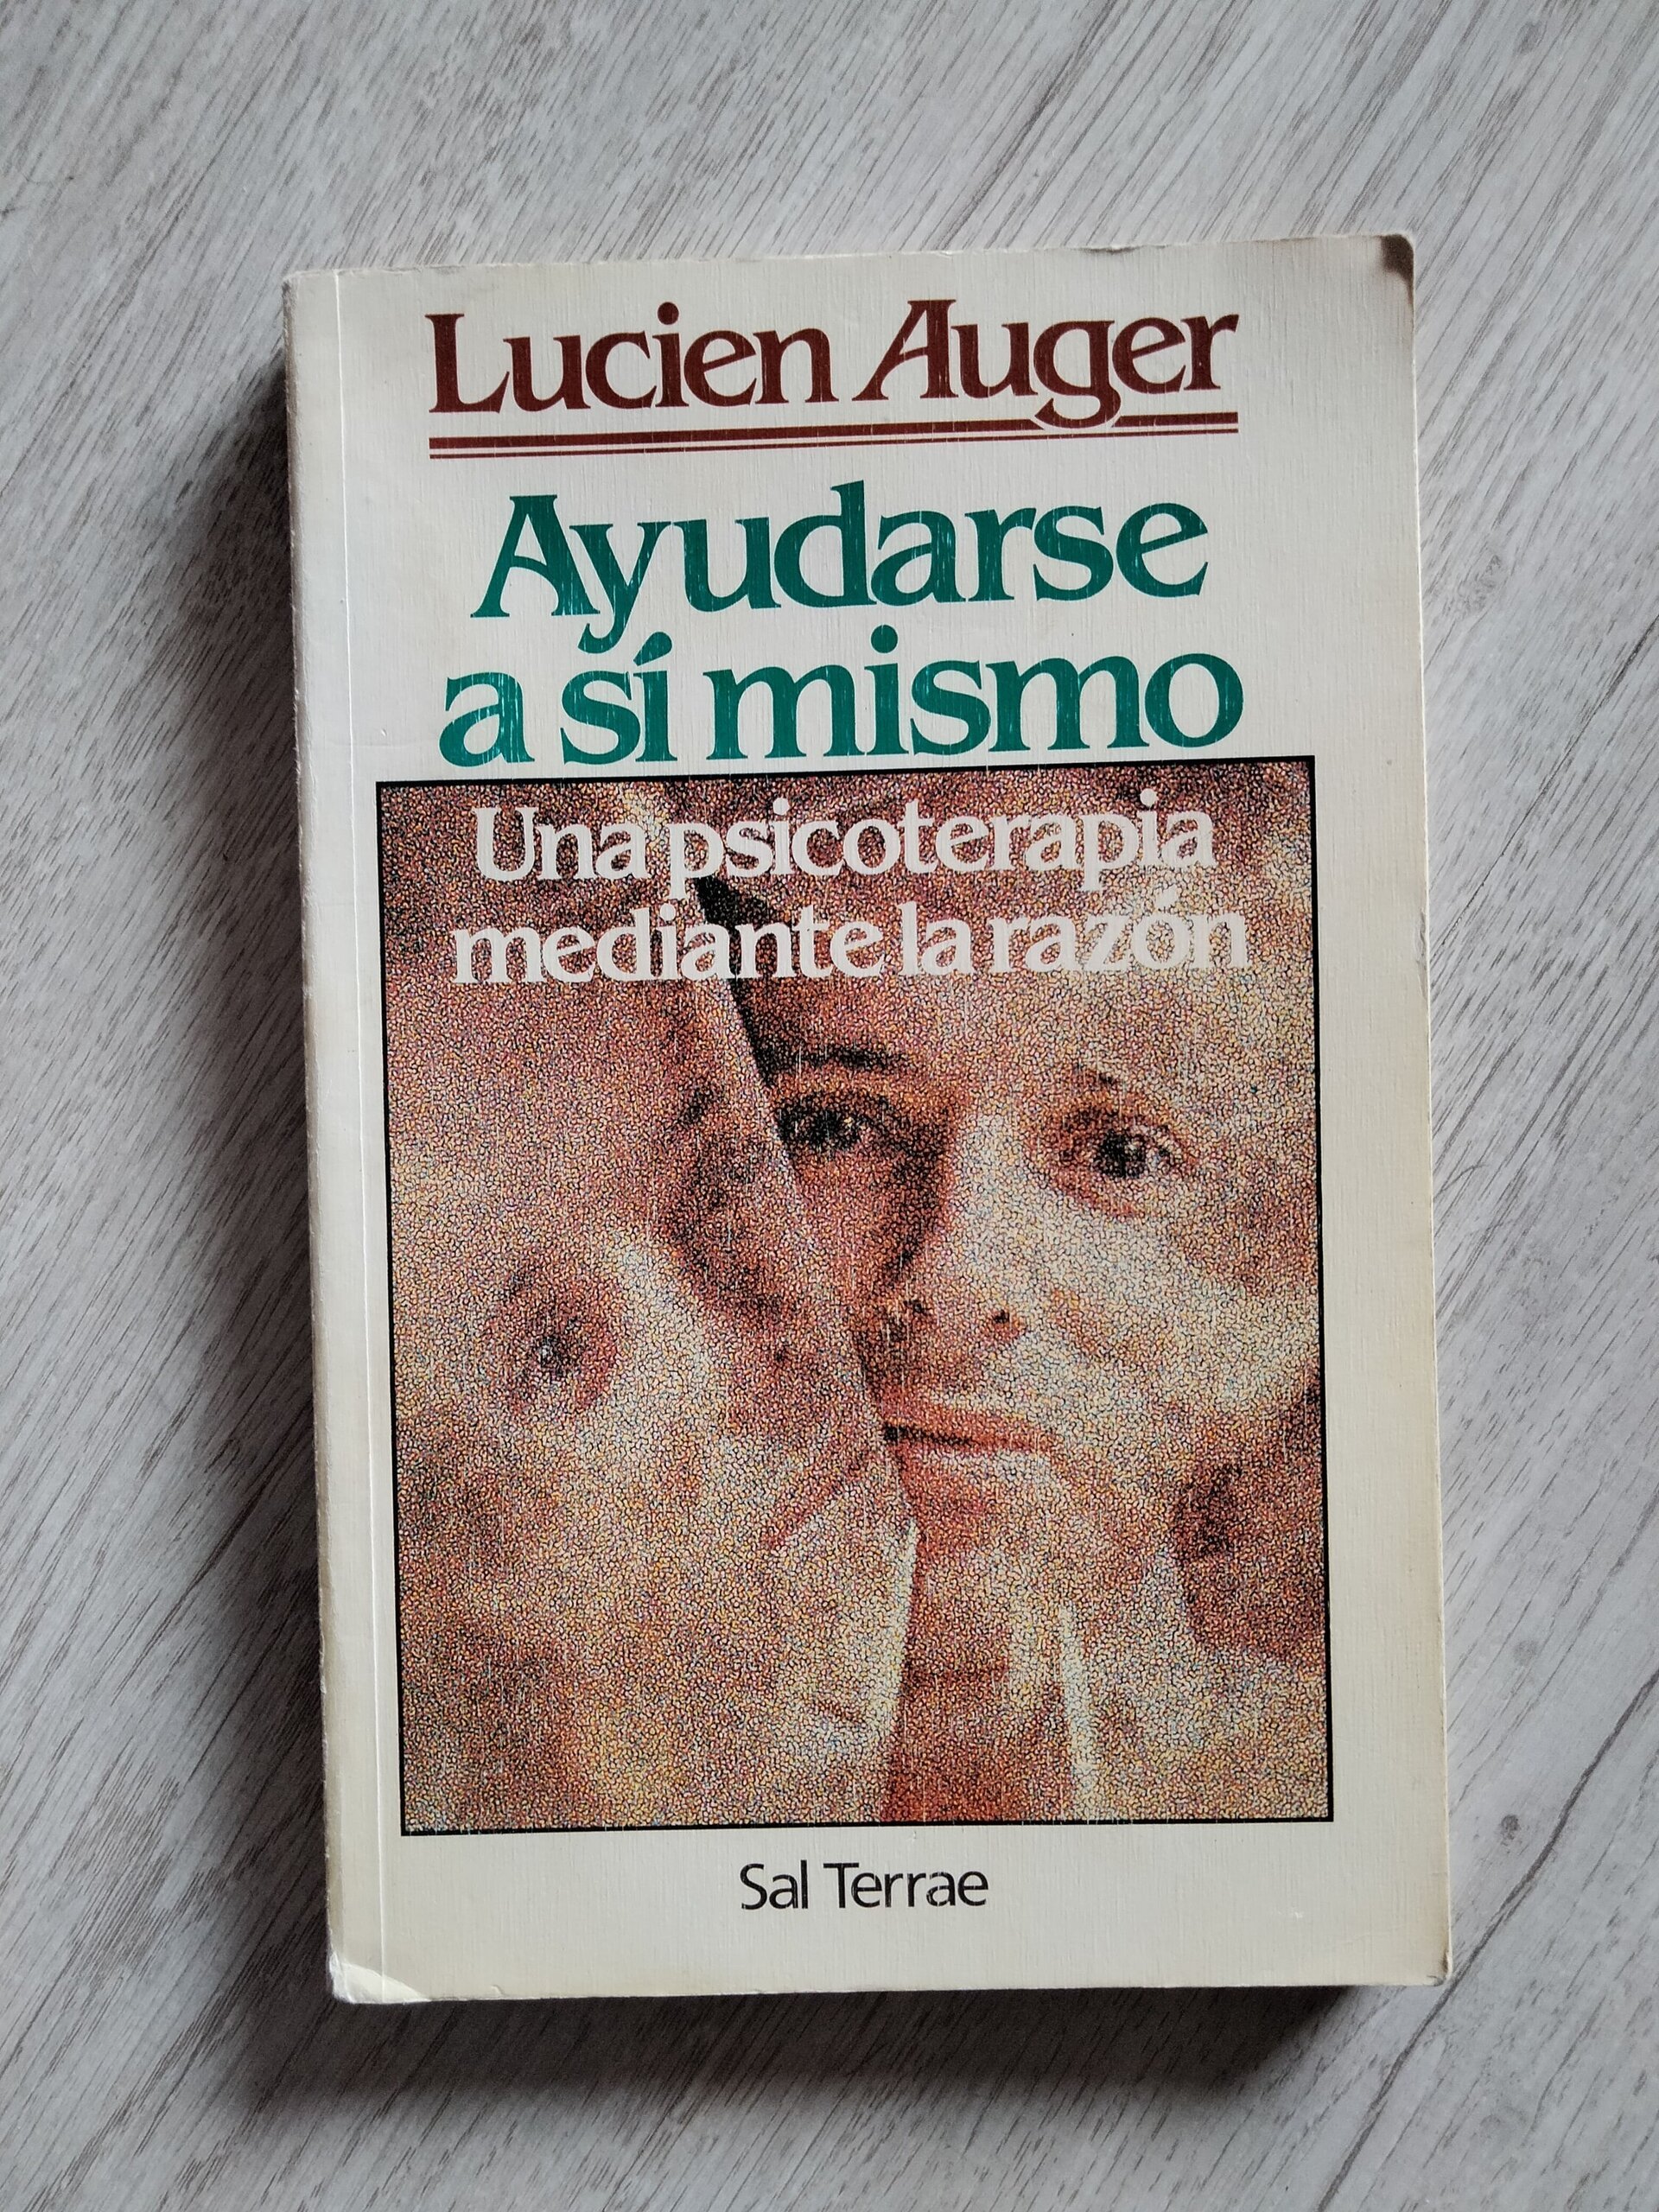 Lucien Auger
Ayudarse
a sí mismo
Una psicoterapia
mediante la razón
Sal Terrae